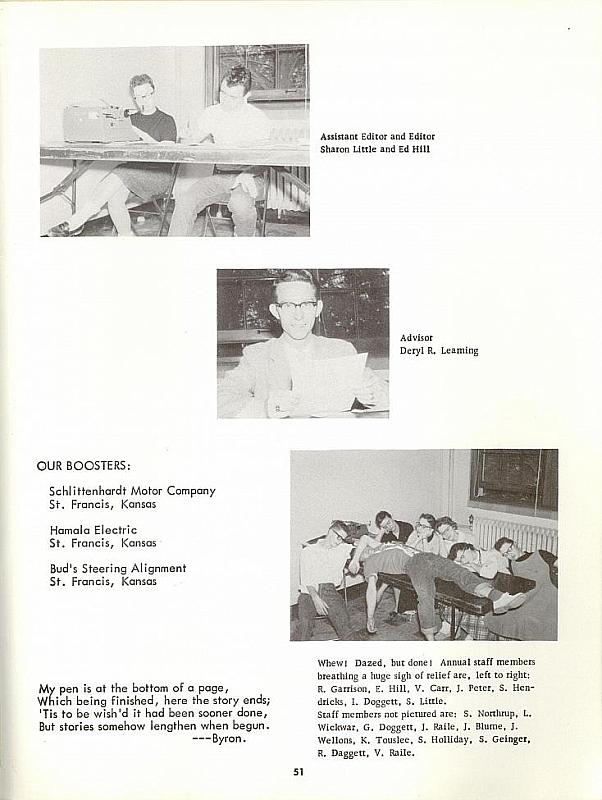 Assistant Editor and Editor
Sharon Little and Ed Hill
Advisor
Deryl R. Leaming
OUR BOOSTERS:
Schlittenhardt Motor Company
St. Francis, Kansas
Hamala Electric
St. Francis, Kansas
Bud's Steering Alignment
St. Francis, Kansas
Whew! Dazed, but done! Annual staff members
breathing a huge sigh of relief are, left to right:
R. Garrison, E. Hill, V. Carr, J. Peter, S. Hen-
dricks, I. Doggett, S. Little.
Staff members not pictured are: S. Northrup, L.
Wickwar, G. Doggett, J. Raile, J. Blume, J.
Wellons, K. Touslee, S. Holliday, S. Geinger,
R. Daggett, V. Raile.
My pen is at the bottom of a page,
Which being finished, here the story ends;
'Tis to be wish'd it had been sooner done,
But stories somehow lengthen when begun.
---Byron.
51